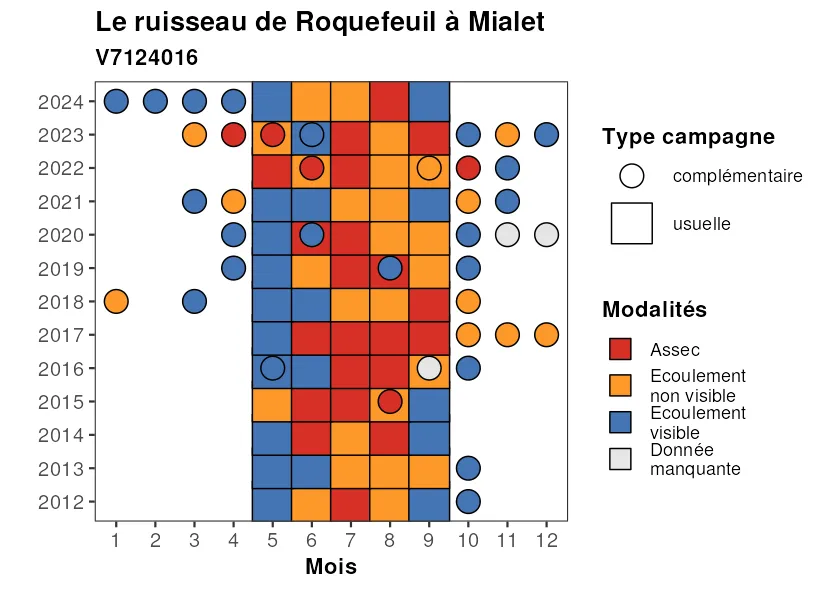 Le ruisseau de Roquefeuil à Mialet
V7124016
2024
2023
2022
2021
2020
2019
2018
2017
2016
2015
2014
2013
2012
1 2 3 4 5 6 7 8 9 10 11 12
Mois
Type campagne
complémentaire
usuelle
Modalités
Assec
Ecoulement
non visible
Ecoulement
visible
Donnée
manquante